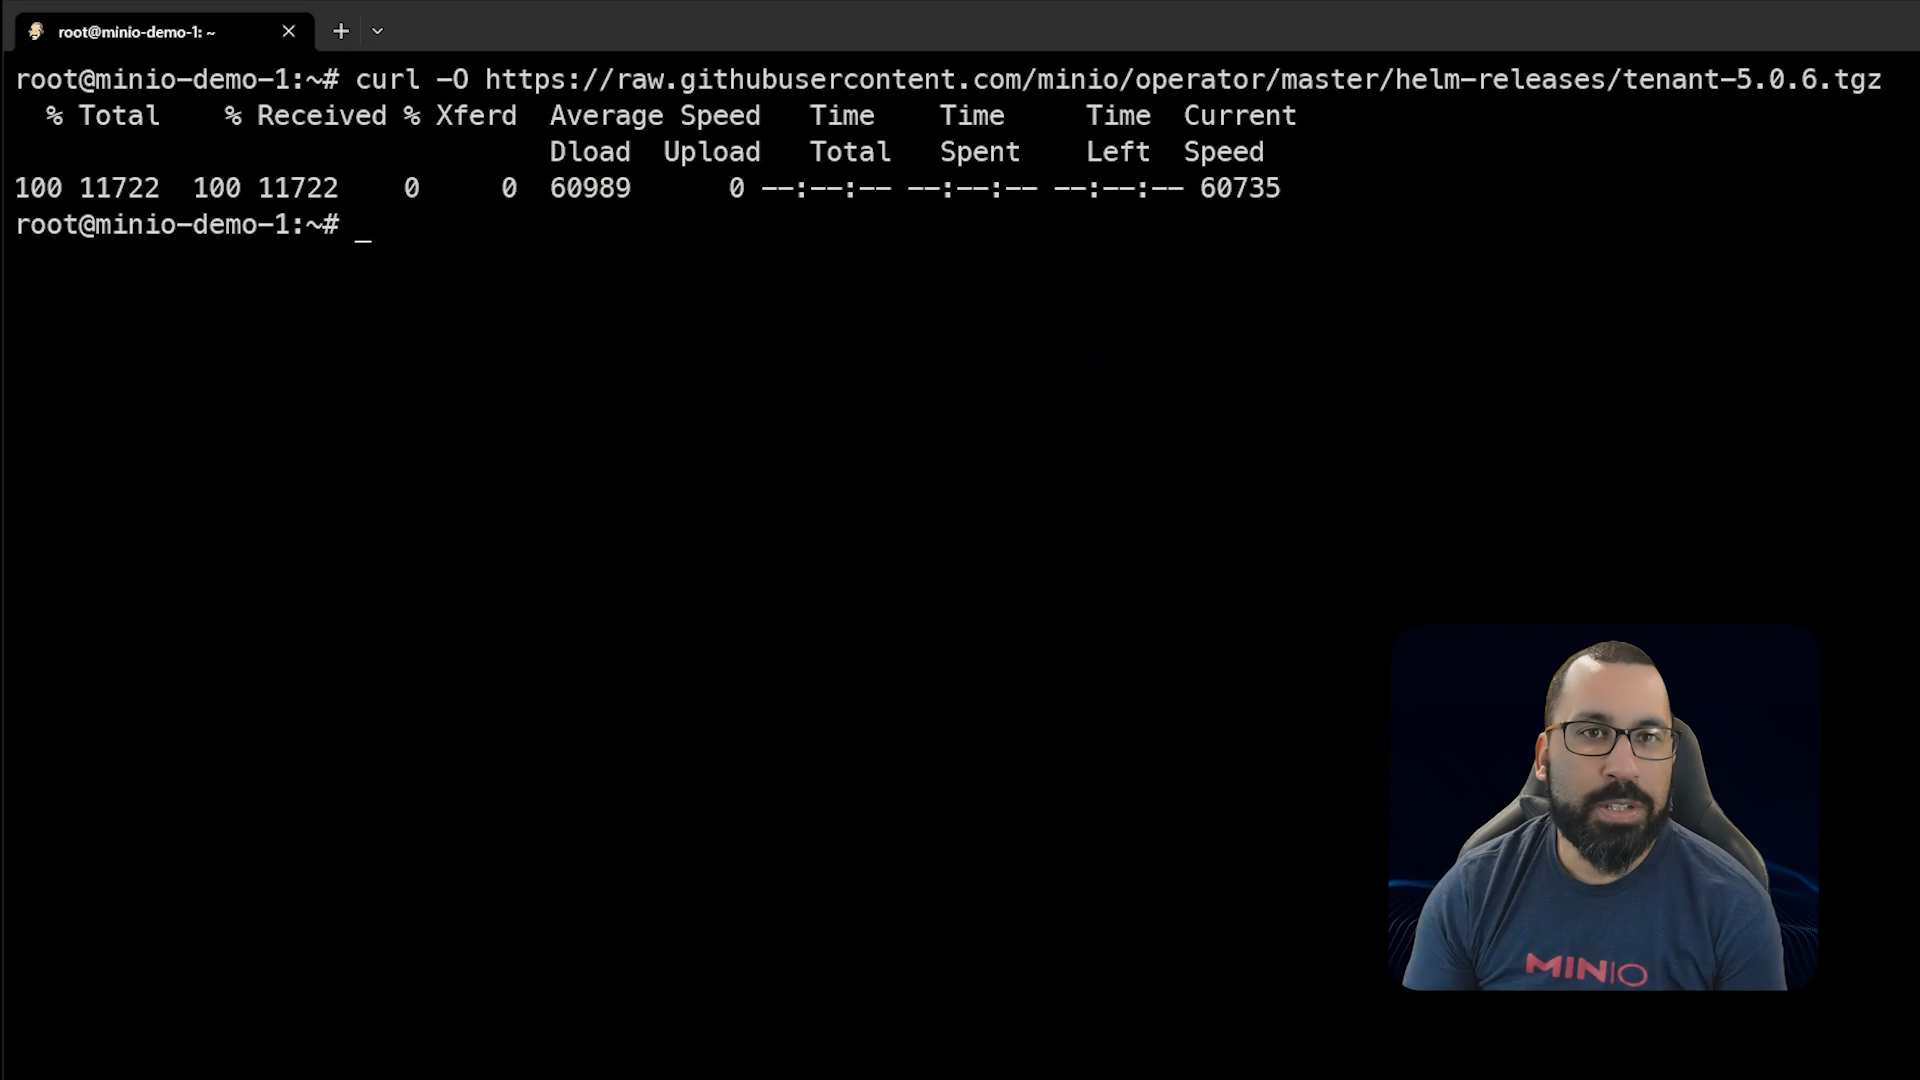 root@minio-demo-1: ~
root@minio-demo-1:~# curl -O https://raw.githubusercontent.com/minio/operator/master/helm-releases/tenant-5.0.6.tgz
% Total % Received % Xferd Average Speed Time Time Time Current
Dload Upload Total Spent Left Speed
100 11722 100 11722 0 0 60989 0 --:--:-- --:--:-- --:--:-- 60735
root@minio-demo-1:~# _
MINIO